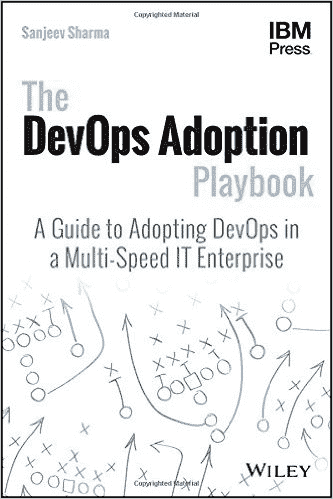 Sanjeev Sharma
IBM
Press
The
DevOps Adoption
Playbook
A Guide to Adopting DevOps in
a Multi-Speed IT Enterprise
WILEY